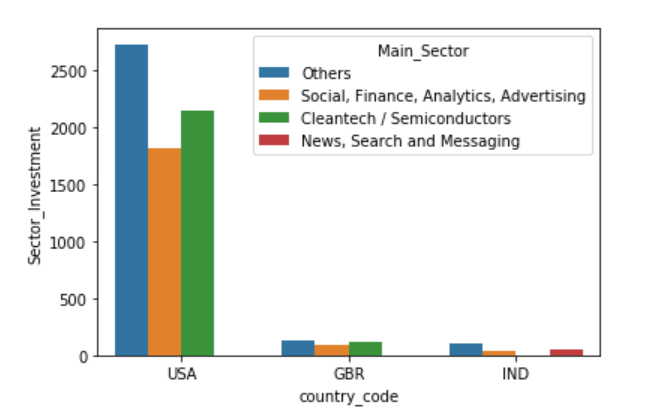 Main_Sector
Others
Social, Finance, Analytics, Advertising
Cleantech / Semiconductors
News, Search and Messaging
Sector_Investment
2500
2000
1500
1000
500
0
USA GBR IND
country_code